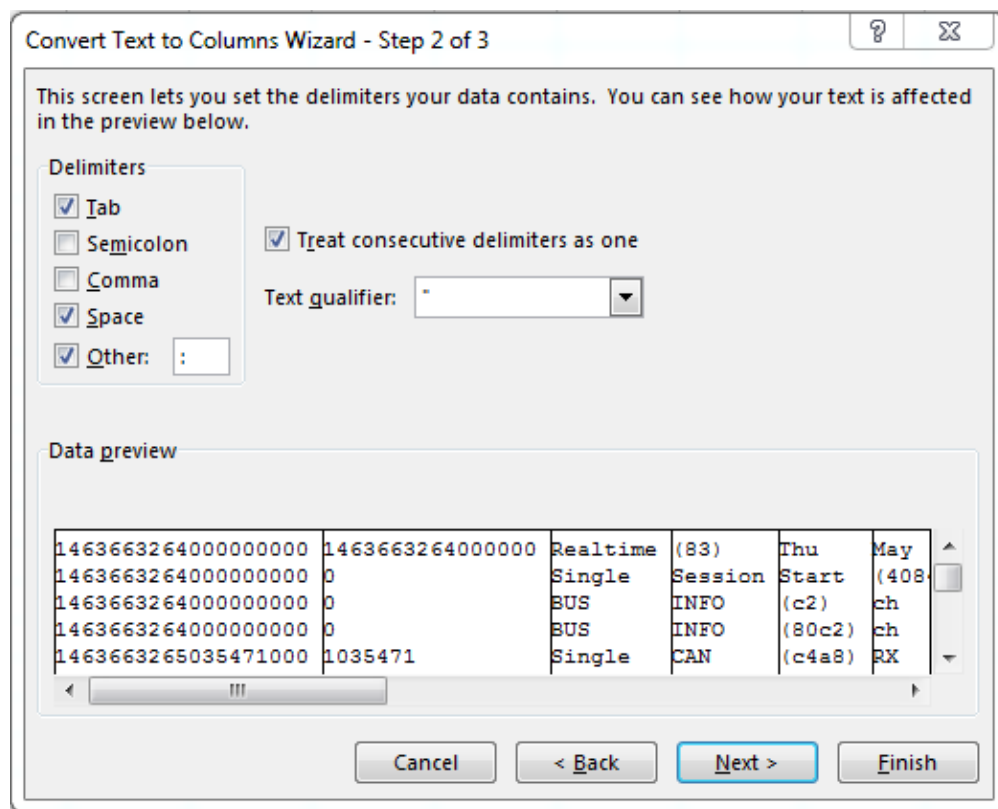 Convert Text to Columns Wizard - Step 2 of 3
This screen lets you set the delimiters your data contains.  You can see how your text is affected
in the preview below.
Delimiters
Tab
Semicolon
Comma
Space
Other: :
Treat consecutive delimiters as one
Text qualifier: "
Data preview
1463663264000000000 1463663264000000 Realtime (83) Thu May
1463663264000000000 0 Single Session Start (408
1463663264000000000 0 BUS INFO (c2) ch
1463663264000000000 0 BUS INFO (80c2) ch
1463663265035471000 1035471 Single CAN (c4a8) RX
Cancel < Back Next > Finish